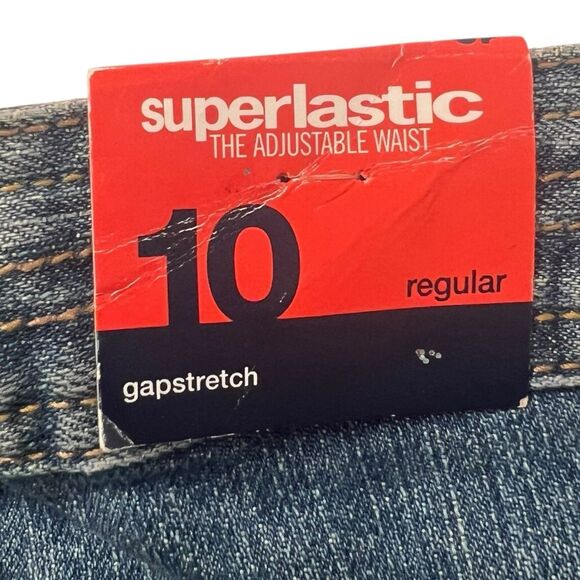 superlastic
THE ADJUSTABLE WAIST
10
regular
gapstretch